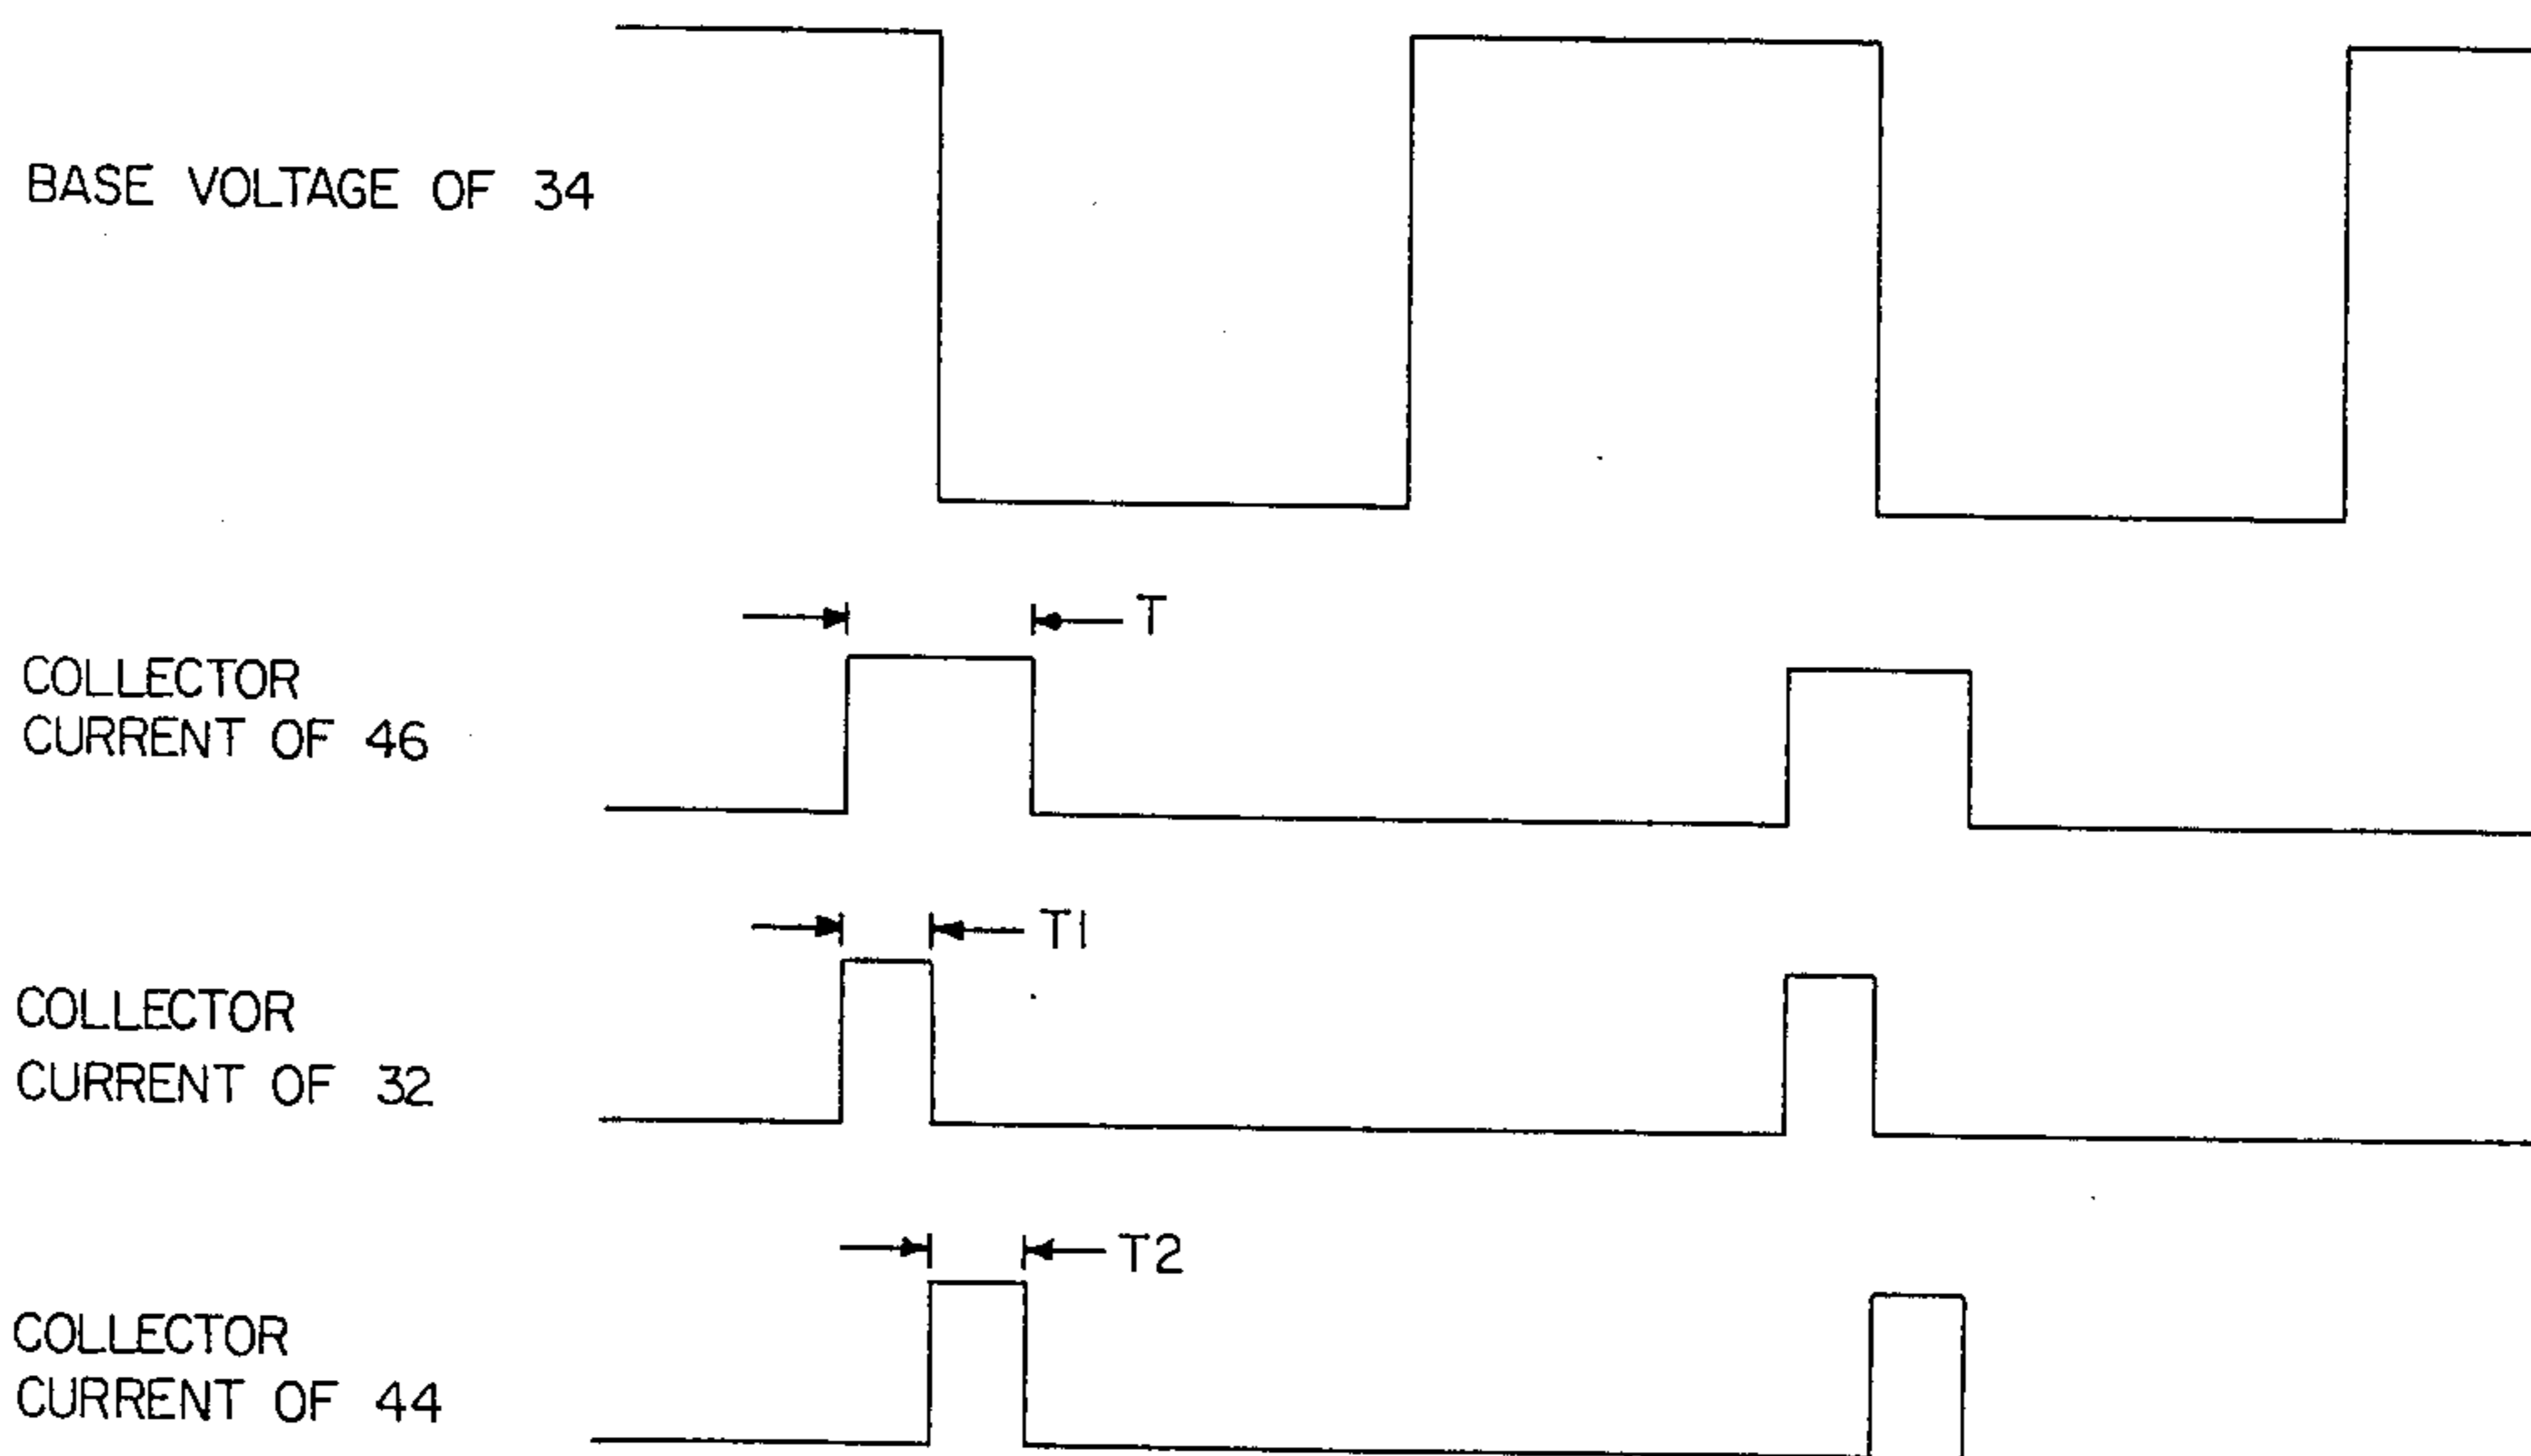 BASE VOLTAGE OF 34
T
COLLECTOR
CURRENT OF 46
T1
COLLECTOR
CURRENT OF 32
T2
COLLECTOR
CURRENT OF 44